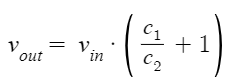 v_out = v_in · ( c_1 / c_2 + 1 )